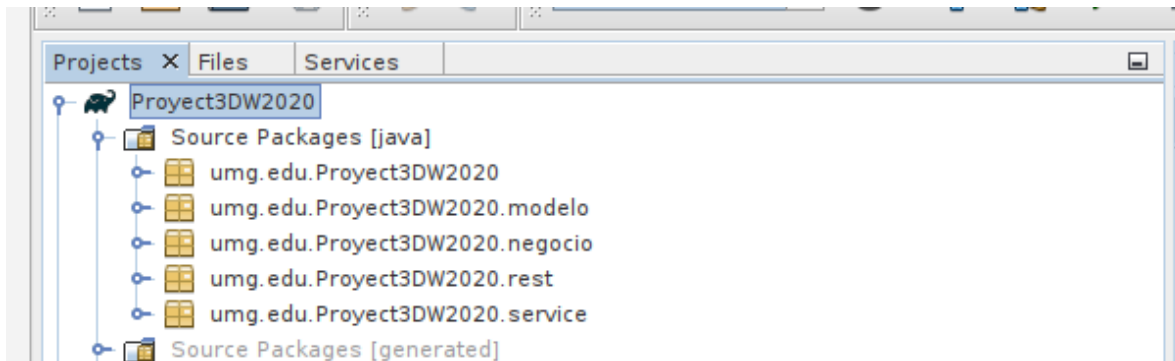 Projects Files Services
Proyect3DW2020
Source Packages [java]
umg.edu.Proyect3DW2020
umg.edu.Proyect3DW2020.modelo
umg.edu.Proyect3DW2020.negocio
umg.edu.Proyect3DW2020.rest
umg.edu.Proyect3DW2020.service
Source Packages [generated]